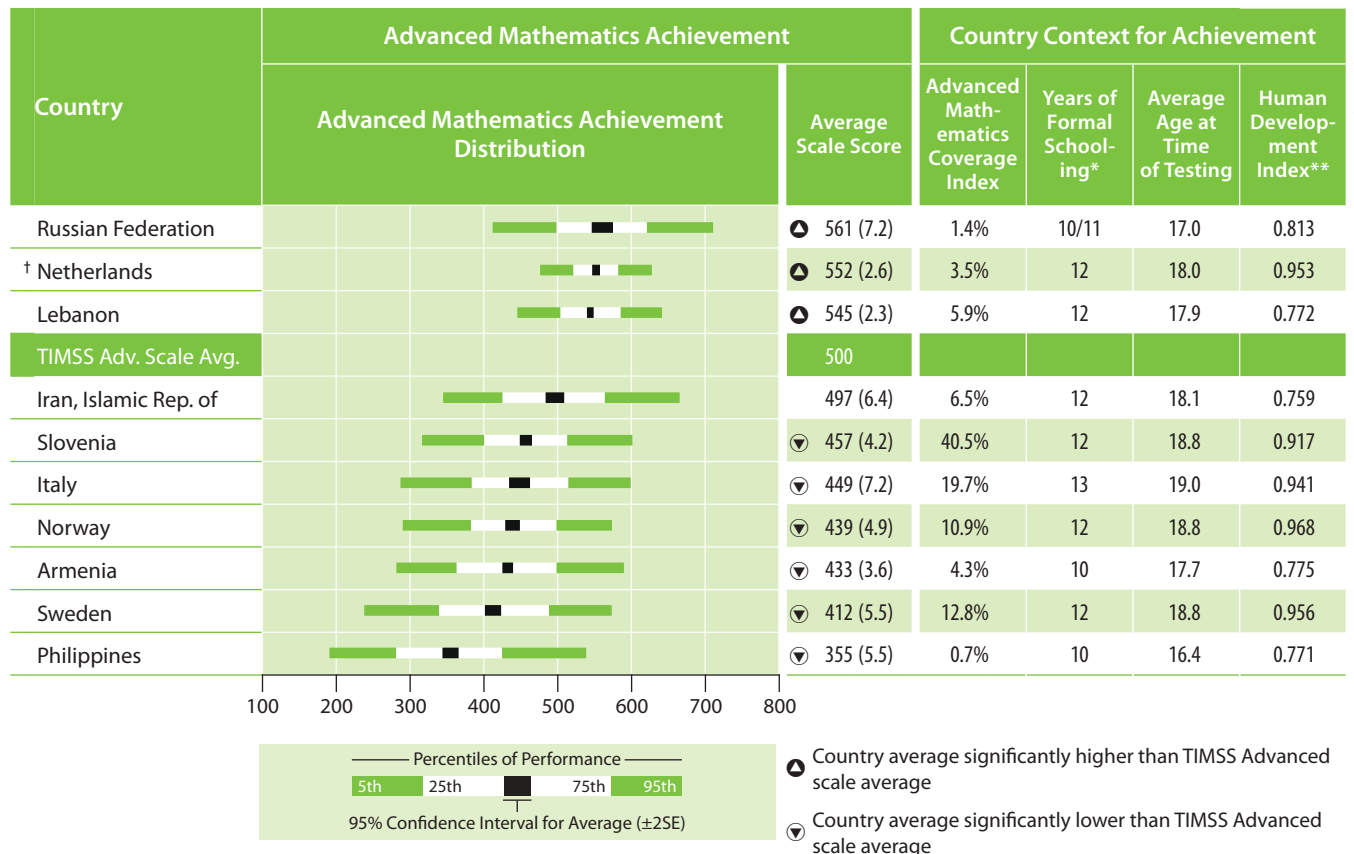 Country
Advanced Mathematics Achievement
Country Context for Achievement
Advanced Mathematics Achievement
Distribution
Average
Scale Score
Advanced
Math-
ematics
Coverage
Index
Years of
Formal
School-
ing*
Average
Age at
Time
of Testing
Human
Develop-
ment
Index**
Russian Federation 561 (7.2) 1.4% 10/11 17.0 0.813
† Netherlands 552 (2.6) 3.5% 12 18.0 0.953
Lebanon 545 (2.3) 5.9% 12 17.9 0.772
TIMSS Adv. Scale Avg. 500
Iran, Islamic Rep. of 497 (6.4) 6.5% 12 18.1 0.759
Slovenia 457 (4.2) 40.5% 12 18.8 0.917
Italy 449 (7.2) 19.7% 13 19.0 0.941
Norway 439 (4.9) 10.9% 12 18.8 0.968
Armenia 433 (3.6) 4.3% 10 17.7 0.775
Sweden 412 (5.5) 12.8% 12 18.8 0.956
Philippines 355 (5.5) 0.7% 10 16.4 0.771
100 200 300 400 500 600 700 800
Percentiles of Performance
5th 25th 75th 95th
95% Confidence Interval for Average (±2SE)
Country average significantly higher than TIMSS Advanced
scale average
Country average significantly lower than TIMSS Advanced
scale average